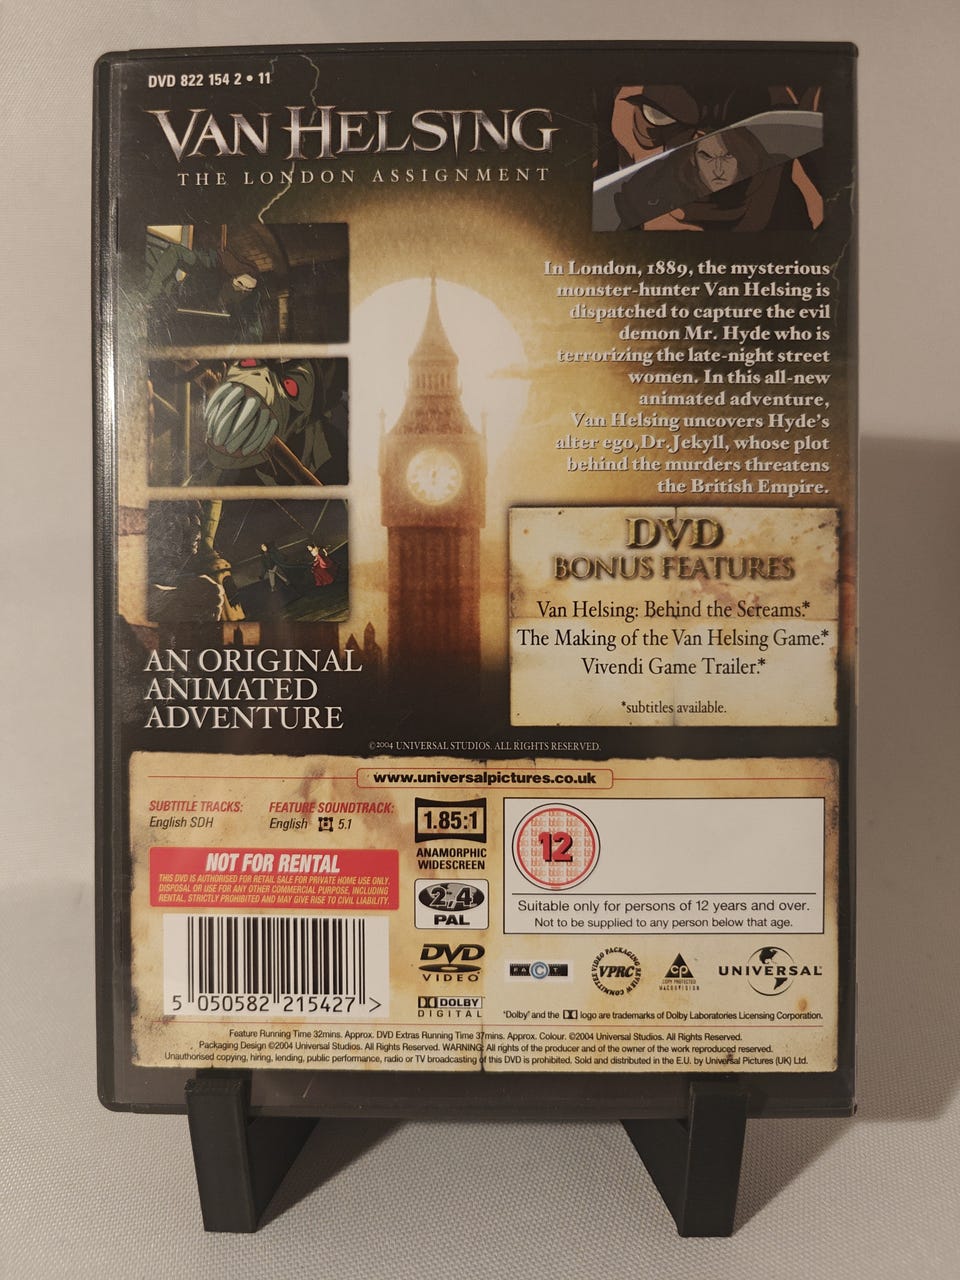 DVD 822 154 2 • 11
VAN HELSING
THE LONDON ASSIGNMENT
In London, 1889, the mysterious
monster-hunter Van Helsing is
dispatched to capture the evil
demon Mr. Hyde who is
terrorizing the late-night street
women. In this all-new
animated adventure,
Van Helsing uncovers Hyde's
alter ego, Dr. Jekyll, whose plot
behind the murders threatens
the British Empire.
DVD
BONUS FEATURES
Van Helsing: Behind the Screams.*
The Making of the Van Helsing Game.*
Vivendi Game Trailer.*
*subtitles available.
AN ORIGINAL
ANIMATED
ADVENTURE
©2004 UNIVERSAL STUDIOS. ALL RIGHTS RESERVED.
www.universalpictures.co.uk
SUBTITLE TRACKS:
English SDH
FEATURE SOUNDTRACK:
English 5.1
NOT FOR RENTAL
THIS DVD IS AUTHORISED FOR RETAIL SALE FOR PRIVATE HOME USE ONLY.
DISPOSAL OR USE FOR ANY OTHER COMMERCIAL PURPOSE, INCLUDING
RENTAL, STRICTLY PROHIBITED AND MAY GIVE RISE TO CIVIL LIABILITY.
5 050582 215427 >
1.85:1
ANAMORPHIC
WIDESCREEN
2,4
PAL
DVD
VIDEO
DOLBY
DIGITAL
12
Suitable only for persons of 12 years and over.
Not to be supplied to any person below that age.
FACT
VIDEO PACKAGING REVIEW COMMITTEE
VPRC
CP
COPY PROTECTED
MACROVISION
UNIVERSAL
"Dolby" and the DD logo are trademarks of Dolby Laboratories Licensing Corporation.
Feature Running Time 32mins. Approx. DVD Extras Running Time 37mins. Approx. Colour. ©2004 Universal Studios. All Rights Reserved.
Packaging Design ©2004 Universal Studios. All Rights Reserved. WARNING: All rights of the producer and of the owner of the work reproduced reserved.
Unauthorised copying, hiring, lending, public performance, radio or TV broadcasting of this DVD is prohibited. Sold and distributed in the E.U. by Universal Pictures (UK) Ltd.